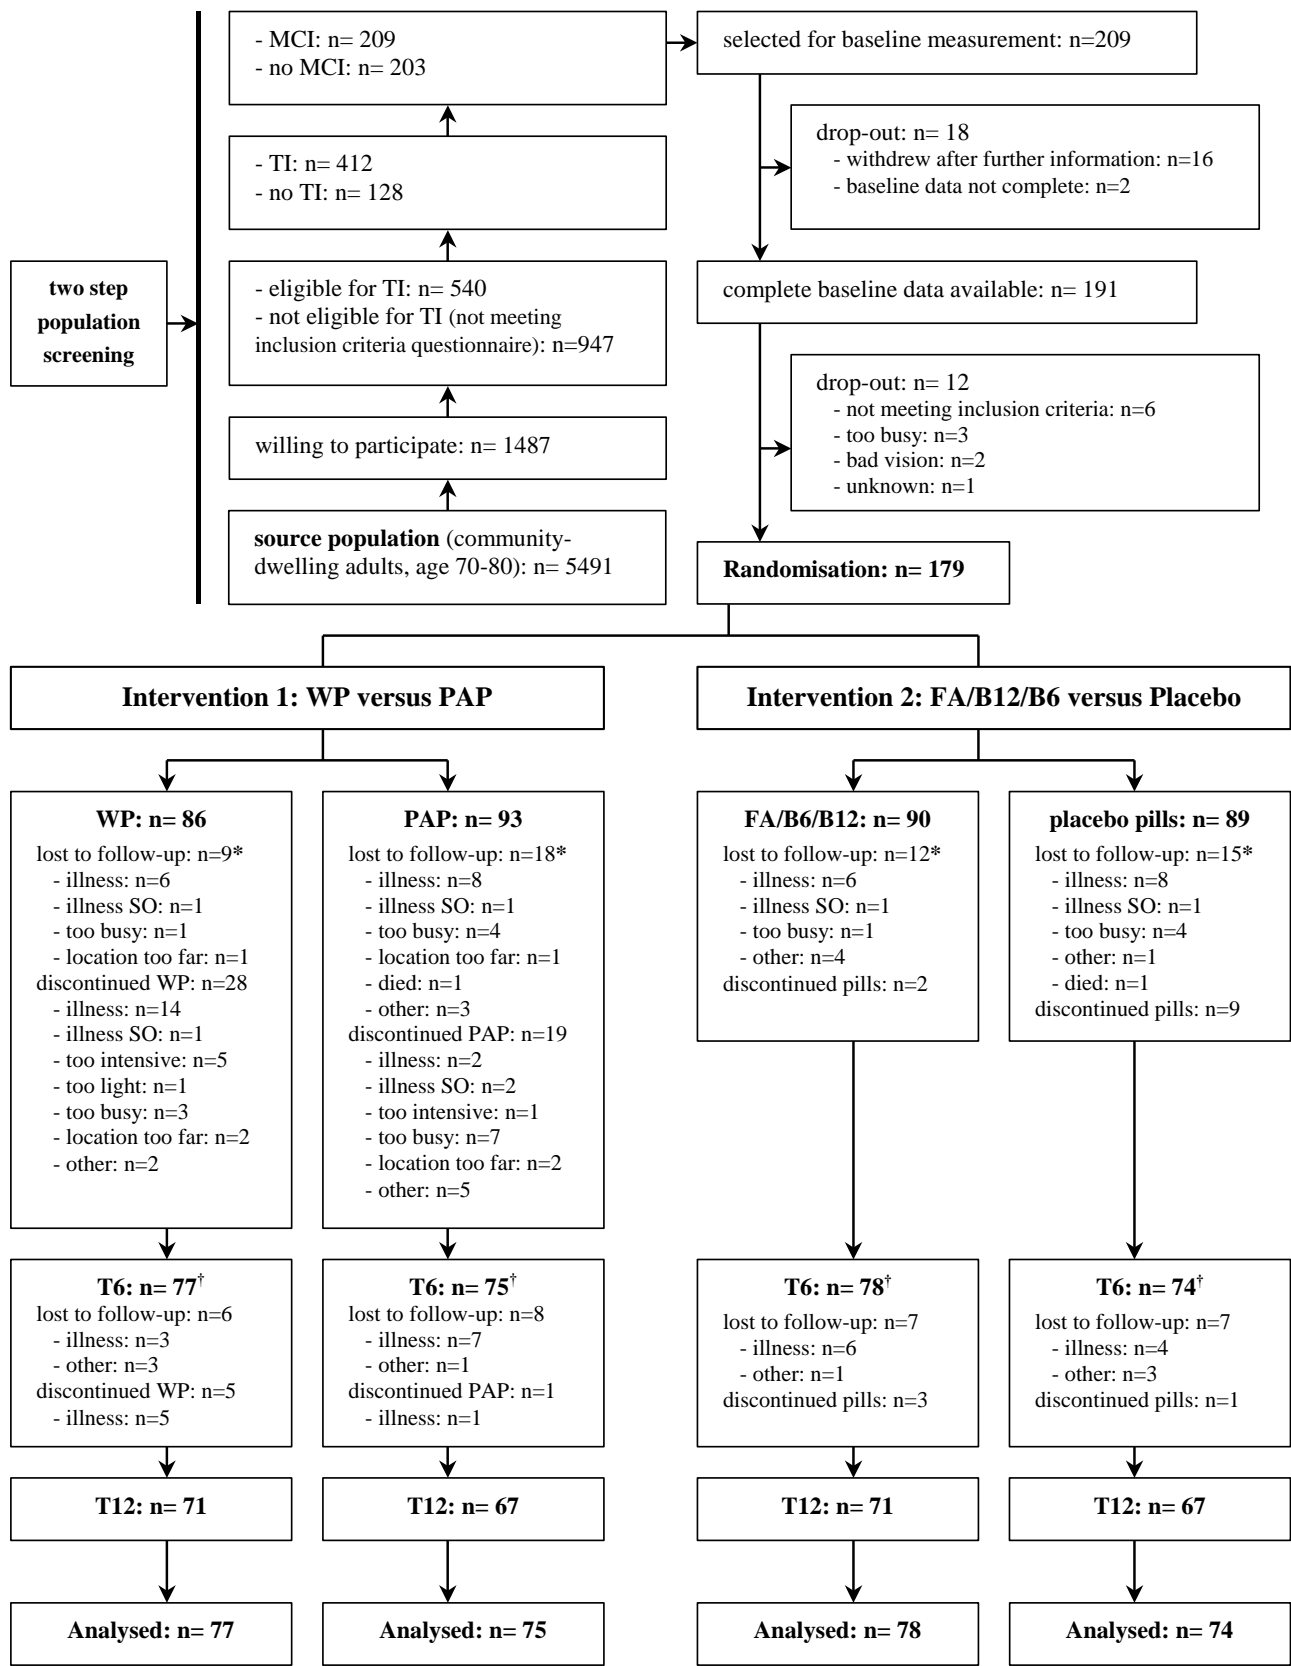 - MCI: n= 209
- no MCI: n= 203
selected for baseline measurement: n=209
drop-out: n= 18
- withdrew after further information: n=16
- baseline data not complete: n=2
- TI: n= 412
- no TI: n= 128
two step
population
screening
- eligible for TI: n= 540
- not eligible for TI (not meeting
inclusion criteria questionnaire): n=947
complete baseline data available: n= 191
drop-out: n= 12
- not meeting inclusion criteria: n=6
- too busy: n=3
- bad vision: n=2
- unknown: n=1
willing to participate: n= 1487
source population (community-
dwelling adults, age 70-80): n= 5491
Randomisation: n= 179
Intervention 1: WP versus PAP
Intervention 2: FA/B12/B6 versus Placebo
WP: n= 86
lost to follow-up: n=9*
- illness: n=6
- illness SO: n=1
- too busy: n=1
- location too far: n=1
discontinued WP: n=28
- illness: n=14
- illness SO: n=1
- too intensive: n=5
- too light: n=1
- too busy: n=3
- location too far: n=2
- other: n=2
PAP: n= 93
lost to follow-up: n=18*
- illness: n=8
- illness SO: n=1
- too busy: n=4
- location too far: n=1
- died: n=1
- other: n=3
discontinued PAP: n=19
- illness: n=2
- illness SO: n=2
- too intensive: n=1
- too busy: n=7
- location too far: n=2
- other: n=5
FA/B6/B12: n= 90
lost to follow-up: n=12*
- illness: n=6
- illness SO: n=1
- too busy: n=1
- other: n=4
discontinued pills: n=2
placebo pills: n= 89
lost to follow-up: n=15*
- illness: n=8
- illness SO: n=1
- too busy: n=4
- other: n=1
- died: n=1
discontinued pills: n=9
T6: n= 77†
lost to follow-up: n=6
- illness: n=3
- other: n=3
discontinued WP: n=5
- illness: n=5
T6: n= 75†
lost to follow-up: n=8
- illness: n=7
- other: n=1
discontinued PAP: n=1
- illness: n=1
T6: n= 78†
lost to follow-up: n=7
- illness: n=6
- other: n=1
discontinued pills: n=3
T6: n= 74†
lost to follow-up: n=7
- illness: n=4
- other: n=3
discontinued pills: n=1
T12: n= 71
T12: n= 67
T12: n= 71
T12: n= 67
Analysed: n= 77
Analysed: n= 75
Analysed: n= 78
Analysed: n= 74